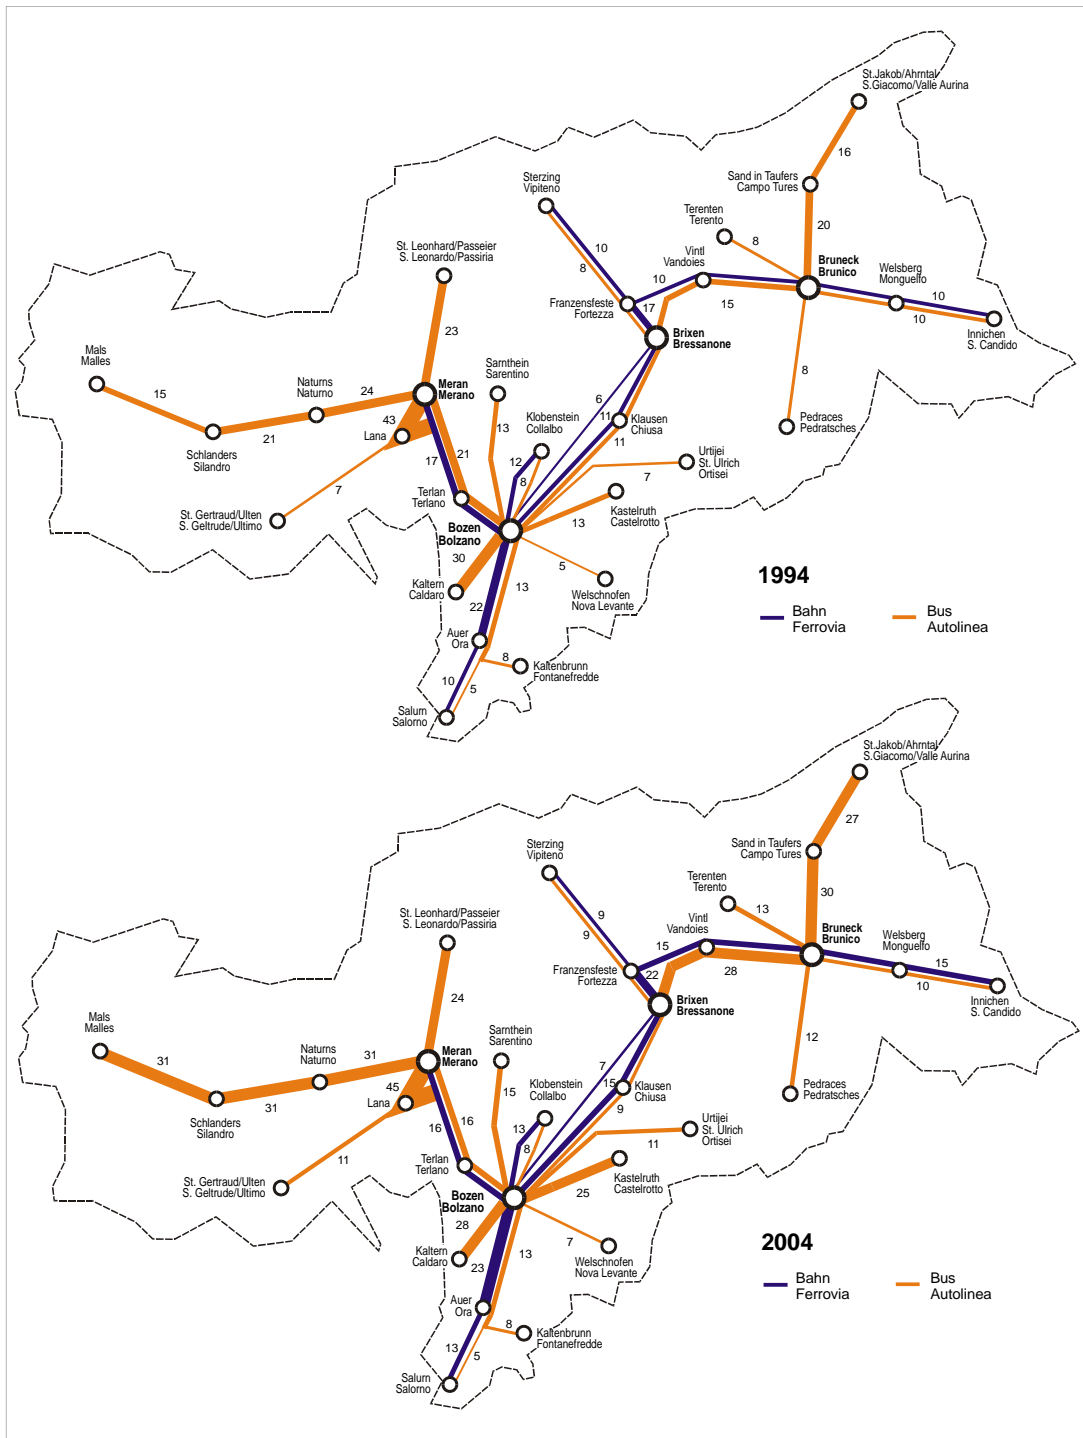 St.Jakob/Ahrntal
S.Giacomo/Valle Aurina
16
Sterzing
Vipiteno
Sand in Taufers
Campo Tures
Terenten
Terento
20
8
St. Leonhard/Passeier
S. Leonardo/Passiria
Vintl
Vandoies
Bruneck
Brunico
Welsberg
Monguelfo
10
8
10
10
Franzensfeste
Fortezza
17
15
10
Innichen
S. Candido
23
Brixen
Bressanone
Mals
Malles
Sarnthein
Sarentino
8
Naturns
Naturno
24
Meran
Merano
15
6
43
Klobenstein
Collalbo
11
Klausen
Chiusa
Pedraces
Pedratsches
Lana
13
11
21
Schlanders
Silandro
17
21
12
8
Urtijei
St. Ulrich
Ortisei
7
7
Terlan
Terlano
Kastelruth
Castelrotto
St. Gertraud/Ulten
S. Geltrude/Ultimo
13
Bozen
Bolzano
30
5
Kaltern
Caldaro
13
Welschnofen
Nova Levante
22
1994
Bahn
Ferrovia
Bus
Autolinea
Auer
Ora
8
Kaltenbrunn
Fontanefredde
10
5
Salurn
Salorno
St.Jakob/Ahrntal
S.Giacomo/Valle Aurina
27
Sterzing
Vipiteno
Sand in Taufers
Campo Tures
Terenten
Terento
30
13
St. Leonhard/Passeier
S. Leonardo/Passiria
Vintl
Vandoies
Bruneck
Brunico
Welsberg
Monguelfo
9
9
15
15
Franzensfeste
Fortezza
22
28
10
Innichen
S. Candido
24
Brixen
Bressanone
Mals
Malles
Sarnthein
Sarentino
12
31
Naturns
Naturno
31
Meran
Merano
7
45
15
Klobenstein
Collalbo
15
Klausen
Chiusa
Pedraces
Pedratsches
Lana
9
31
Schlanders
Silandro
16
16
13
8
Urtijei
St. Ulrich
Ortisei
11
11
Terlan
Terlano
Kastelruth
Castelrotto
St. Gertraud/Ulten
S. Geltrude/Ultimo
25
Bozen
Bolzano
28
7
Kaltern
Caldaro
13
Welschnofen
Nova Levante
23
2004
Bahn
Ferrovia
Bus
Autolinea
Auer
Ora
8
Kaltenbrunn
Fontanefredde
13
5
Salurn
Salorno